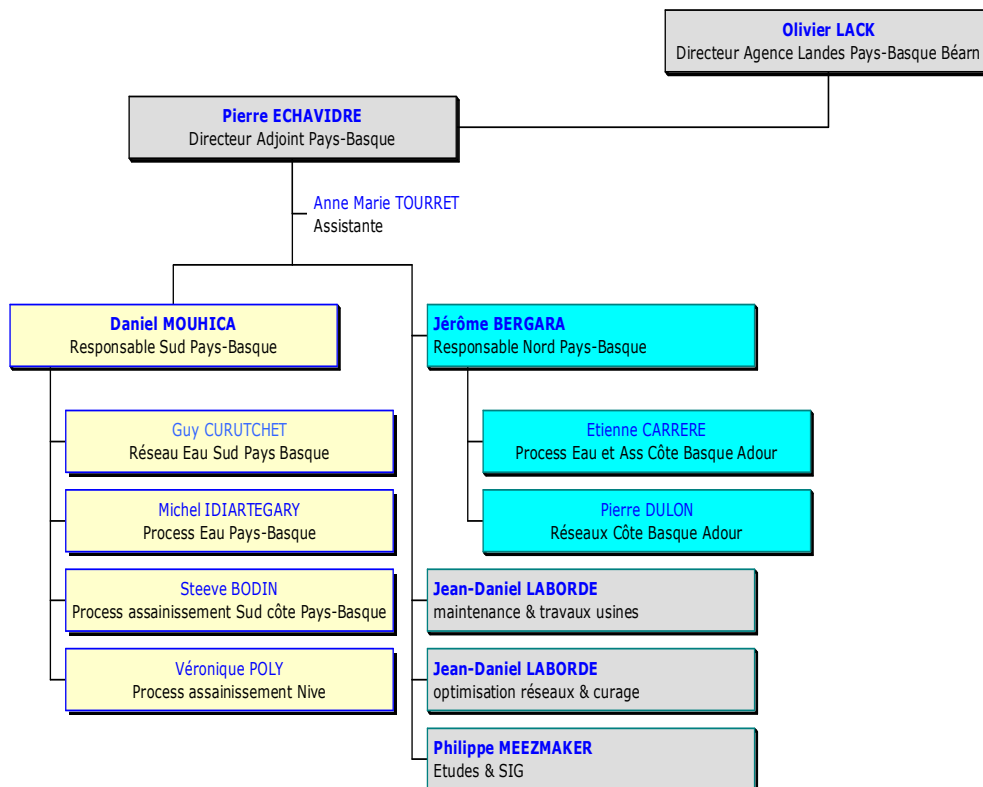 Olivier LACK
Directeur Agence Landes Pays-Basque Béarn
Pierre ECHAVIDRE
Directeur Adjoint Pays-Basque
Anne Marie TOURRET
Assistante
Daniel MOUHICA
Responsable Sud Pays-Basque
Guy CURUTCHET
Réseau Eau Sud Pays Basque
Michel IDIARTEGARY
Process Eau Pays-Basque
Steeve BODIN
Process assainissement Sud côte Pays-Basque
Véronique POLY
Process assainissement Nive
Jérôme BERGARA
Responsable Nord Pays-Basque
Etienne CARRERE
Process Eau et Ass Côte Basque Adour
Pierre DULON
Réseaux Côte Basque Adour
Jean-Daniel LABORDE
maintenance & travaux usines
Jean-Daniel LABORDE
optimisation réseaux & curage
Philippe MEEZMAKER
Etudes & SIG